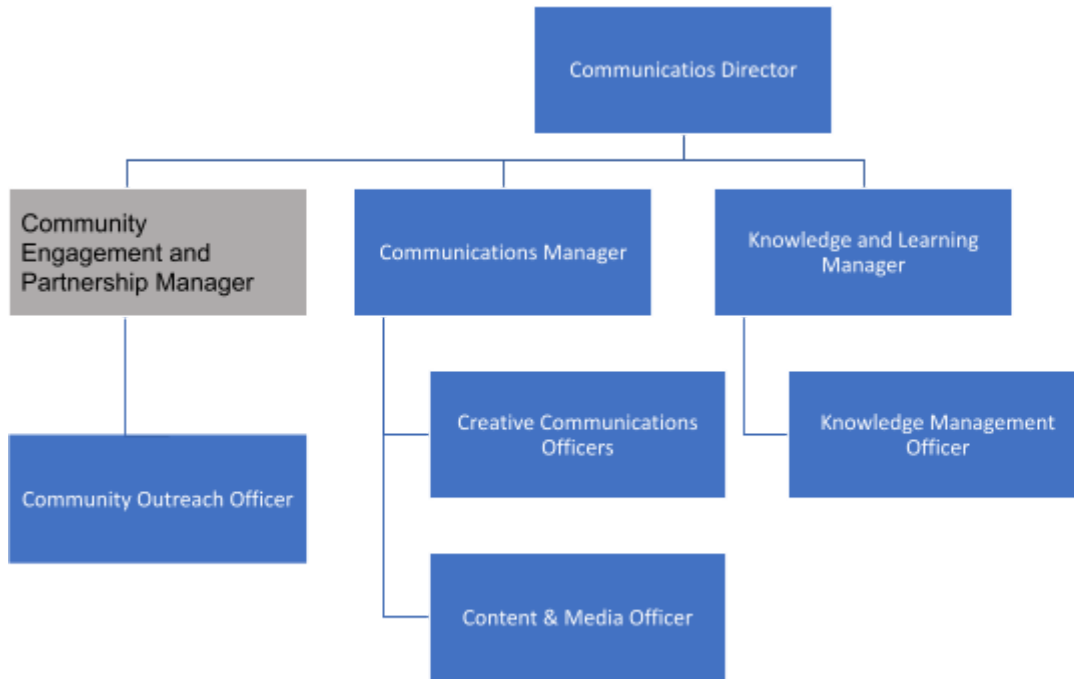 Communicatios Director
Community
Engagement and
Partnership Manager
Communications Manager
Knowledge and Learning
Manager
Creative Communications
Officers
Knowledge Management
Officer
Community Outreach Officer
Content & Media Officer